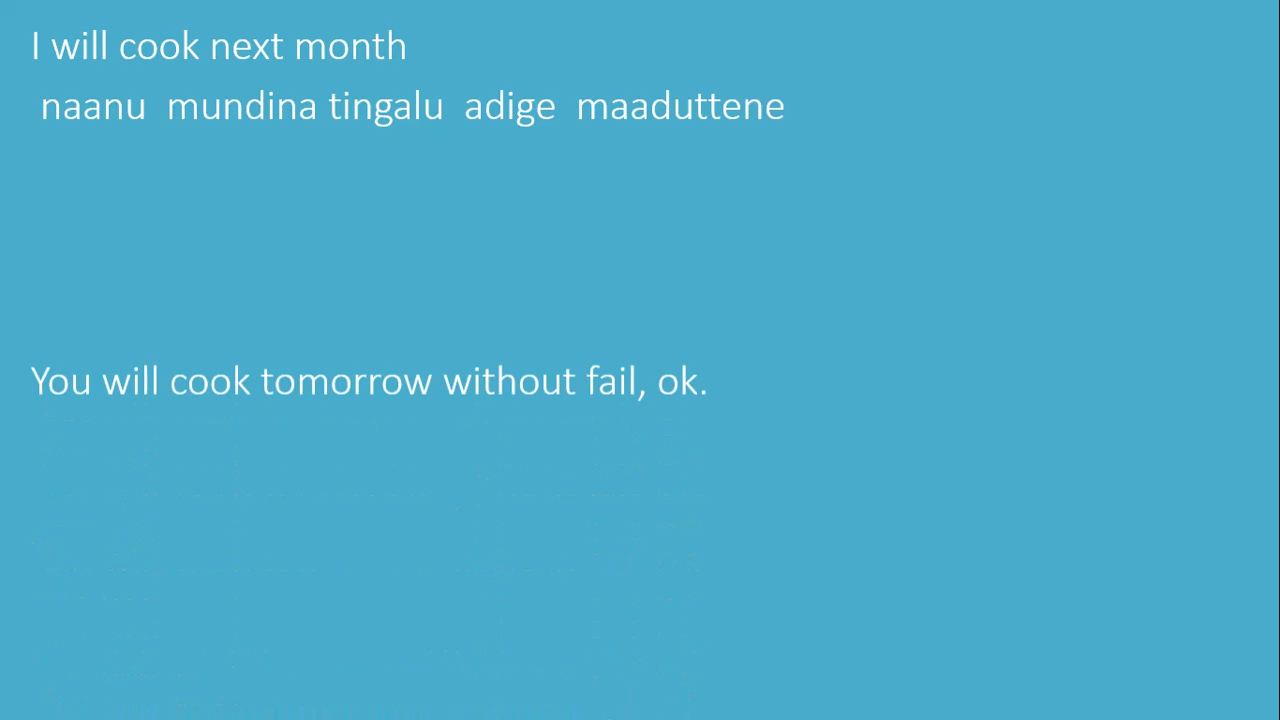 I will cook next month
naanu mundina tingalu adige maaduttene
You will cook tomorrow without fail, ok.